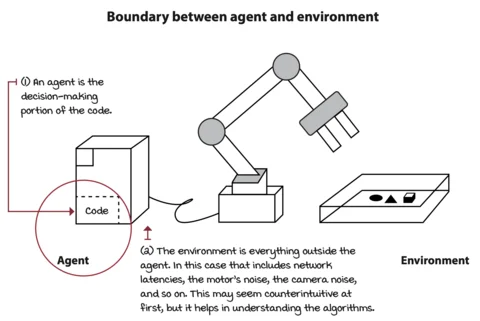 Boundary between agent and environment
(1) An agent is the
decision-making
portion of the code.
Code
Agent
(2) The environment is everything outside the
agent. In this case that includes network
latencies, the motor's noise, the camera noise,
and so on. This may seem counterintuitive at
first, but it helps in understanding the algorithms.
Environment